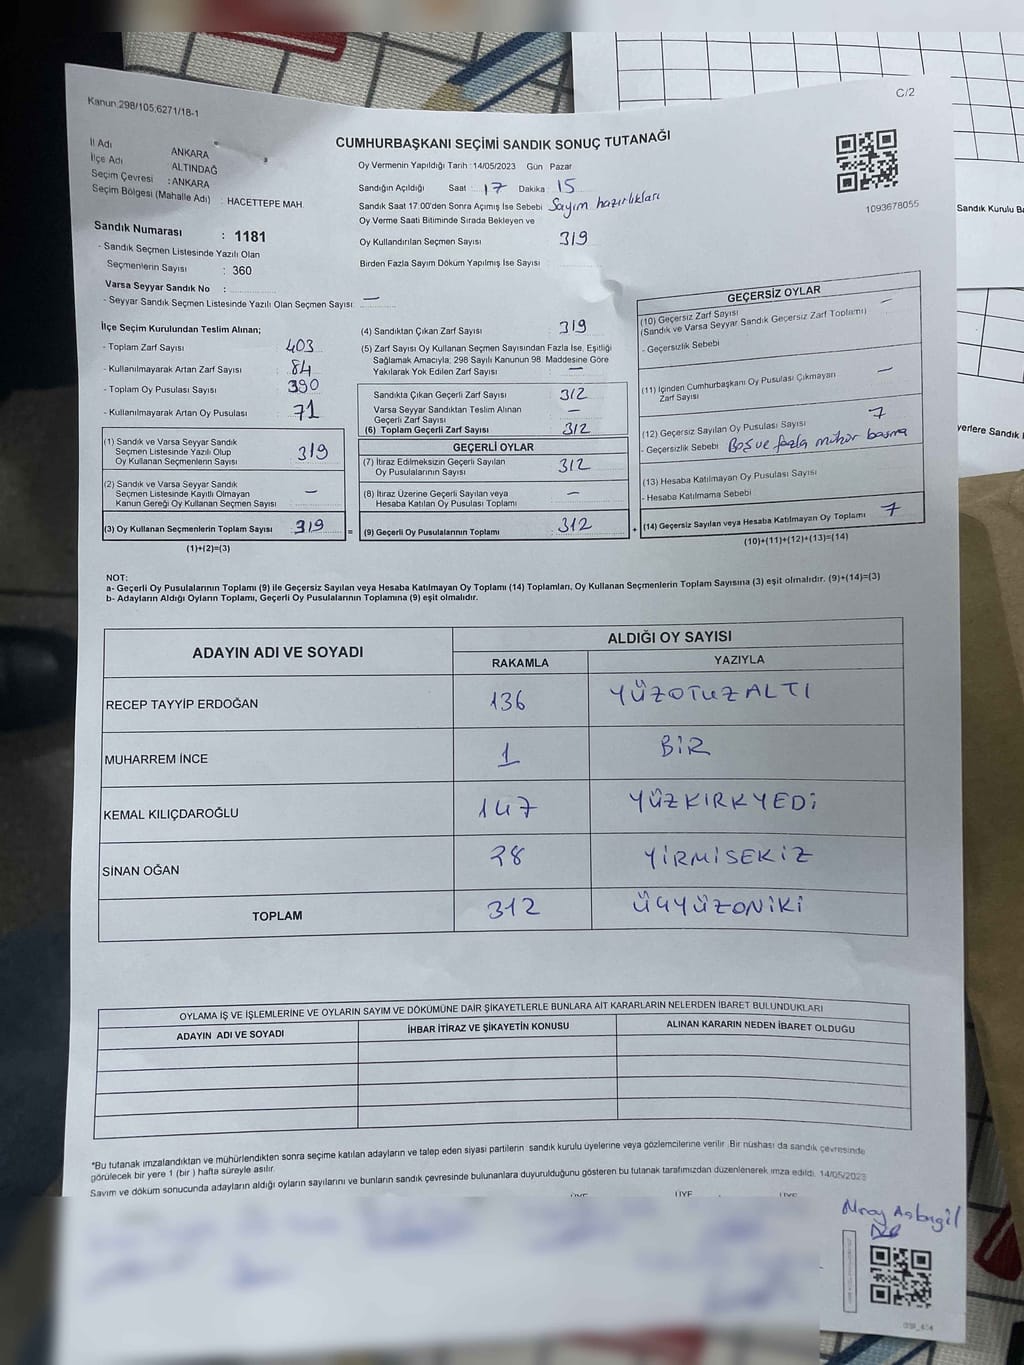 Kanun 298/105,6271/18-1
C/2
CUMHURBAŞKANI SEÇİMİ SANDIK SONUÇ TUTANAĞI
İl Adı ANKARA
İlçe Adı ALTINDAĞ
Seçim Çevresi : ANKARA
Seçim Bölgesi (Mahalle Adı) : HACETTEPE MAH.
Oy Vermenin Yapıldığı Tarih : 14/05/2023 Gün Pazar
Sandığın Açıldığı Saat : 17 Dakika : 15
Sandık Saat 17.00'den Sonra Açımış İse Sebebi Sayım hazırlıkları
Oy Verme Saati Bitiminde Sırada Bekleyen ve
Oy Kullandırılan Seçmen Sayısı 319
Birden Fazla Sayım Döküm Yapılmış İse Sayısı
1093678055
Sandık Kurulu Ba
Sandık Numarası : 1181
- Sandık Seçmen Listesinde Yazılı Olan
Seçmenlerin Sayısı : 360
Varsa Seyyar Sandık No :
- Seyyar Sandık Seçmen Listesinde Yazılı Olan Seçmen Sayısı: —
İlçe Seçim Kurulundan Teslim Alınan;
- Toplam Zarf Sayısı 403
- Kullanılmayarak Artan Zarf Sayısı : 84
- Toplam Oy Pusulası Sayısı 390
- Kullanılmayarak Artan Oy Pusulası 71
(1) Sandık ve Varsa Seyyar Sandık
Seçmen Listesinde Yazılı Olup
Oy Kullanan Seçmenlerin Sayısı : 319
(2) Sandık ve Varsa Seyyar Sandık
Seçmen Listesinde Kayıtlı Olmayan
Kanun Gereği Oy Kullanan Seçmen Sayısı —
(3) Oy Kullanan Seçmenlerin Toplam Sayısı 319 =
(1)+(2)=(3)
(4) Sandıktan Çıkan Zarf Sayısı : 319
(5) Zarf Sayısı Oy Kullanan Seçmen Sayısından Fazla İse, Eşitliği
Sağlamak Amacıyla, 298 Sayılı Kanunun 98. Maddesine Göre
Yakılarak Yok Edilen Zarf Sayısı : —
Sandıkta Çıkan Geçerli Zarf Sayısı : 312
Varsa Seyyar Sandıktan Teslim Alınan
Geçerli Zarf Sayısı —
(6) Toplam Geçerli Zarf Sayısı : 312
GEÇERLİ OYLAR
(7) İtiraz Edilmeksizin Geçerli Sayılan
Oy Pusulalarının Sayısı : 312
(8) İtiraz Üzerine Geçerli Sayılan veya
Hesaba Katılan Oy Pusulası Toplamı : —
(9) Geçerli Oy Pusulalarının Toplamı : 312 +
GEÇERSİZ OYLAR
(10) Geçersiz Zarf Sayısı —
(Sandık ve Varsa Seyyar Sandık Geçersiz Zarf Toplamı)
- Geçersizlik Sebebi
(11) İçinden Cumhurbaşkanı Oy Pusulası Çıkmayan
Zarf Sayısı —
(12) Geçersiz Sayılan Oy Pusulası Sayısı 7
- Geçersizlik Sebebi Boş ve fazla mühür basma
(13) Hesaba Katılmayan Oy Pusulası Sayısı
- Hesaba Katılmama Sebebi
(14) Geçersiz Sayılan veya Hesaba Katılmayan Oy Toplamı 7
(10)+(11)+(12)+(13)=(14)
yerlere Sandık
NOT:
a- Geçerli Oy Pusulalarının Toplamı (9) ile Geçersiz Sayılan veya Hesaba Katılmayan Oy Toplamı (14) Toplamları, Oy Kullanan Seçmenlerin Toplam Sayısına (3) eşit olmalıdır. (9)+(14)=(3)
b- Adayların Aldığı Oyların Toplamı, Geçerli Oy Pusulalarının Toplamına (9) eşit olmalıdır.
ADAYIN ADI VE SOYADI ALDIĞI OY SAYISI
RAKAMLA YAZIYLA
RECEP TAYYİP ERDOĞAN 136 YÜZOTUZALTI
MUHARREM İNCE 1 BİR
KEMAL KILIÇDAROĞLU 147 YÜZKIRKYEDİ
SİNAN OĞAN 28 YİRMİSEKİZ
TOPLAM 312 ÜÇYÜZONİKİ
OYLAMA İŞ VE İŞLEMLERİNE VE OYLARIN SAYIM VE DÖKÜMÜNE DAİR ŞİKAYETLERLE BUNLARA AİT KARARLARIN NELERDEN İBARET BULUNDUKLARI
ADAYIN ADI VE SOYADI İHBAR İTİRAZ VE ŞİKAYETİN KONUSU ALINAN KARARIN NEDEN İBARET OLDUĞU
*Bu tutanak imzalandıktan ve mühürlendikten sonra seçime katılan adayların ve talep eden siyasi partilerin sandık kurulu üyelerine veya gözlemcilerine verilir. Bir nüshası da sandık çevresinde
görülecek bir yere 1 (bir ) hafta süreyle asılır.
Sayım ve döküm sonucunda adayların aldığı oyların sayılarını ve bunların sandık çevresinde bulunanlara duyurulduğunu gösteren bu tutanak tarafımızdan düzenlenerek imza edildi. 14/05/2023
ÜYE ÜYE ÜYE